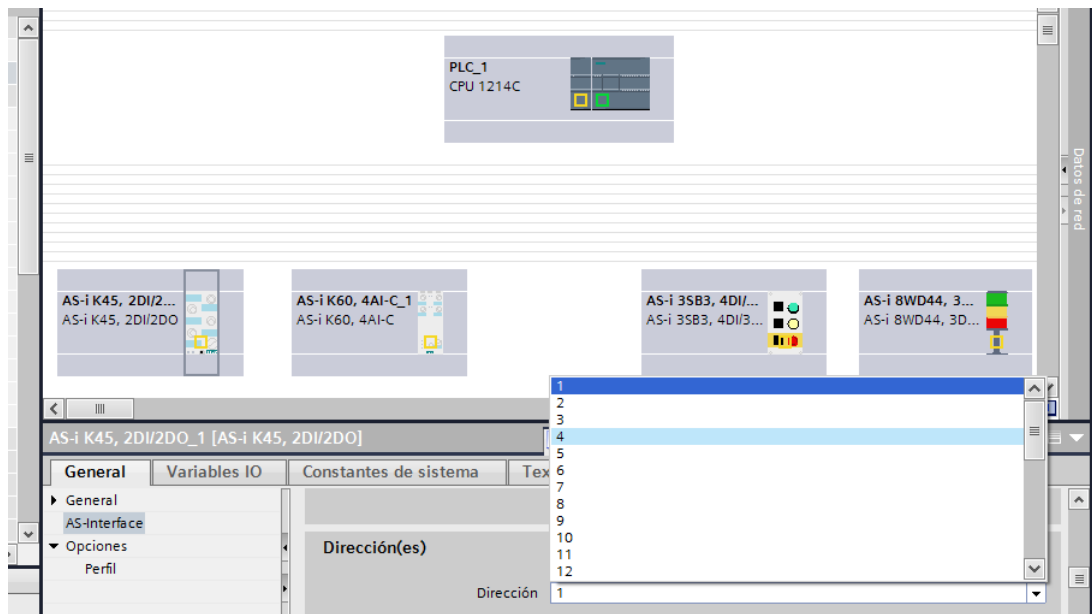 PLC_1
CPU 1214C
Datos de red
AS-i K45, 2DI/2...
AS-i K45, 2DI/2DO
AS-i K60, 4AI-C_1
AS-i K60, 4AI-C
AS-i 3SB3, 4DI/...
AS-i 3SB3, 4DI/3...
AS-i 8WD44, 3...
AS-i 8WD44, 3D...
AS-i K45, 2DI/2DO_1 [AS-i K45, 2DI/2DO]
General Variables IO Constantes de sistema Tex
General
AS-Interface
Opciones
Perfil
Dirección(es)
Dirección 1
1
2
3
4
5
6
7
8
9
10
11
12